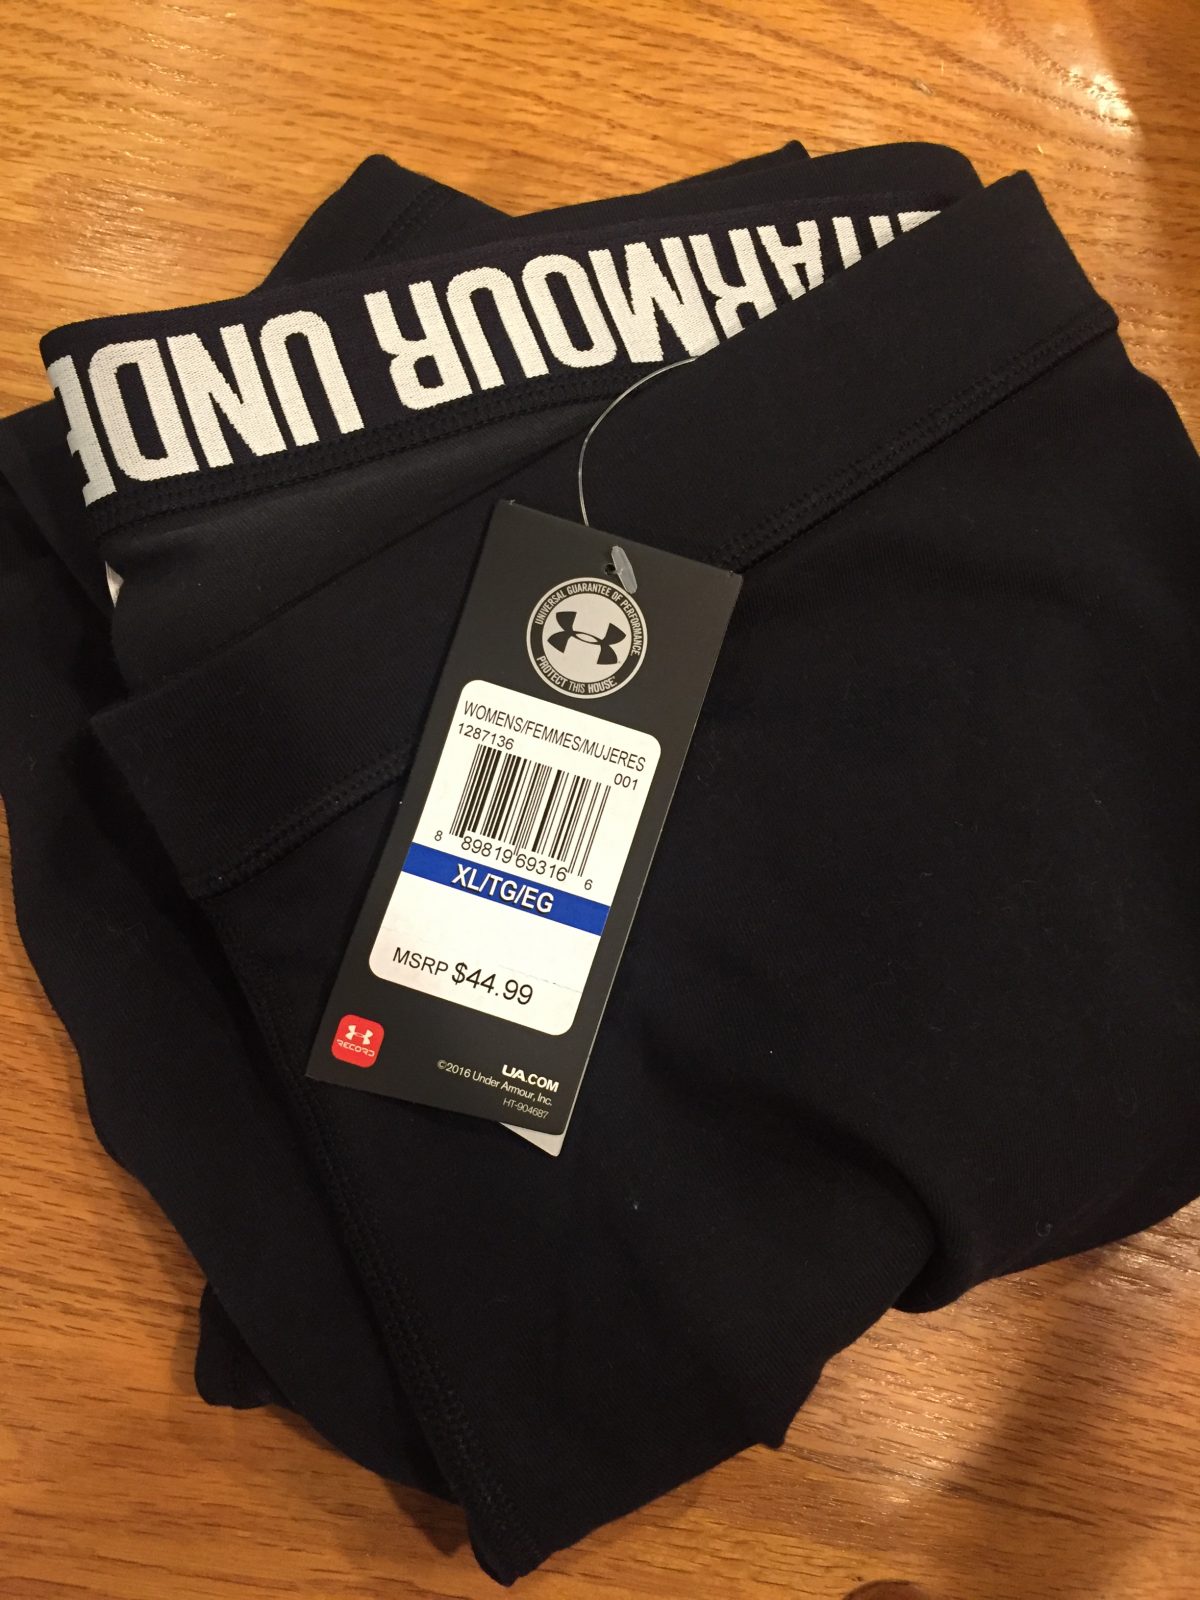 ARMOUR UNDE
UNIVERSAL GUARANTEE OF PERFORMANCE.
PROTECT THIS HOUSE.
WOMENS/FEMMES/MUJERES
1287136
001
8 89819 69316 6
XL/TG/EG
MSRP $44.99
RECORD
UA.COM
©2016 Under Armour, Inc.
HT-904687